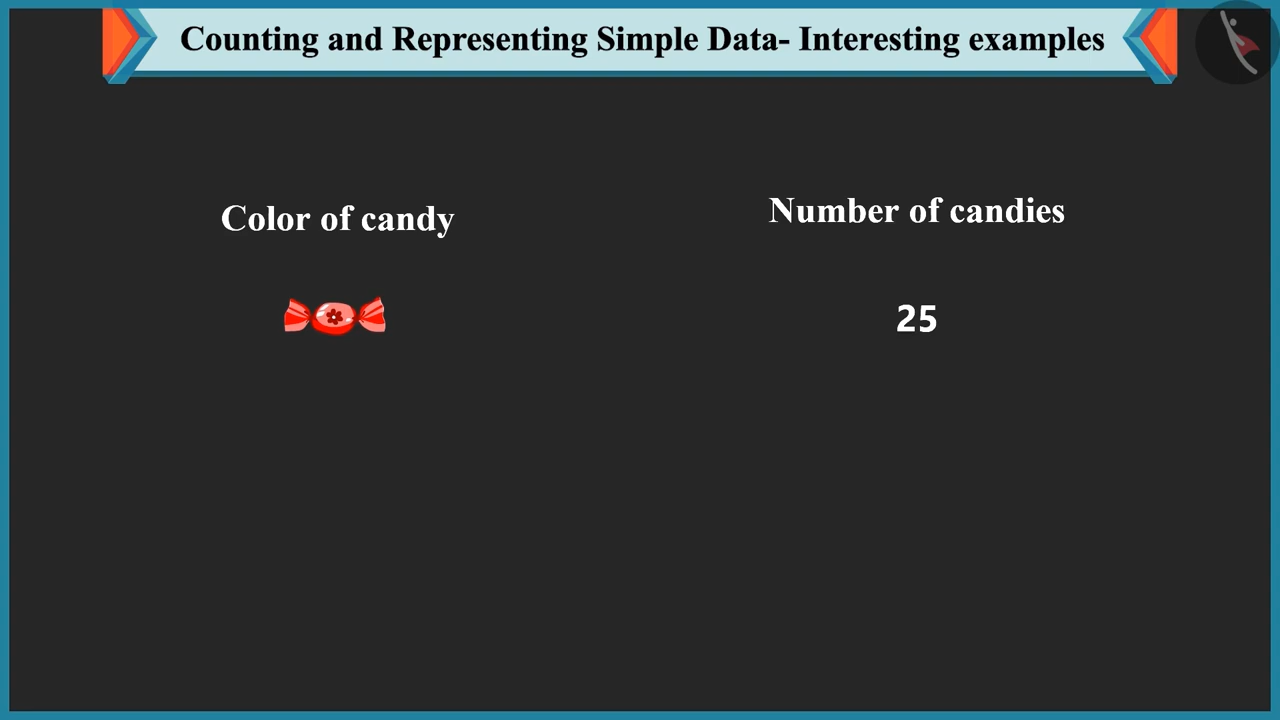 Counting and Representing Simple Data- Interesting examples
Color of candy
Number of candies
25